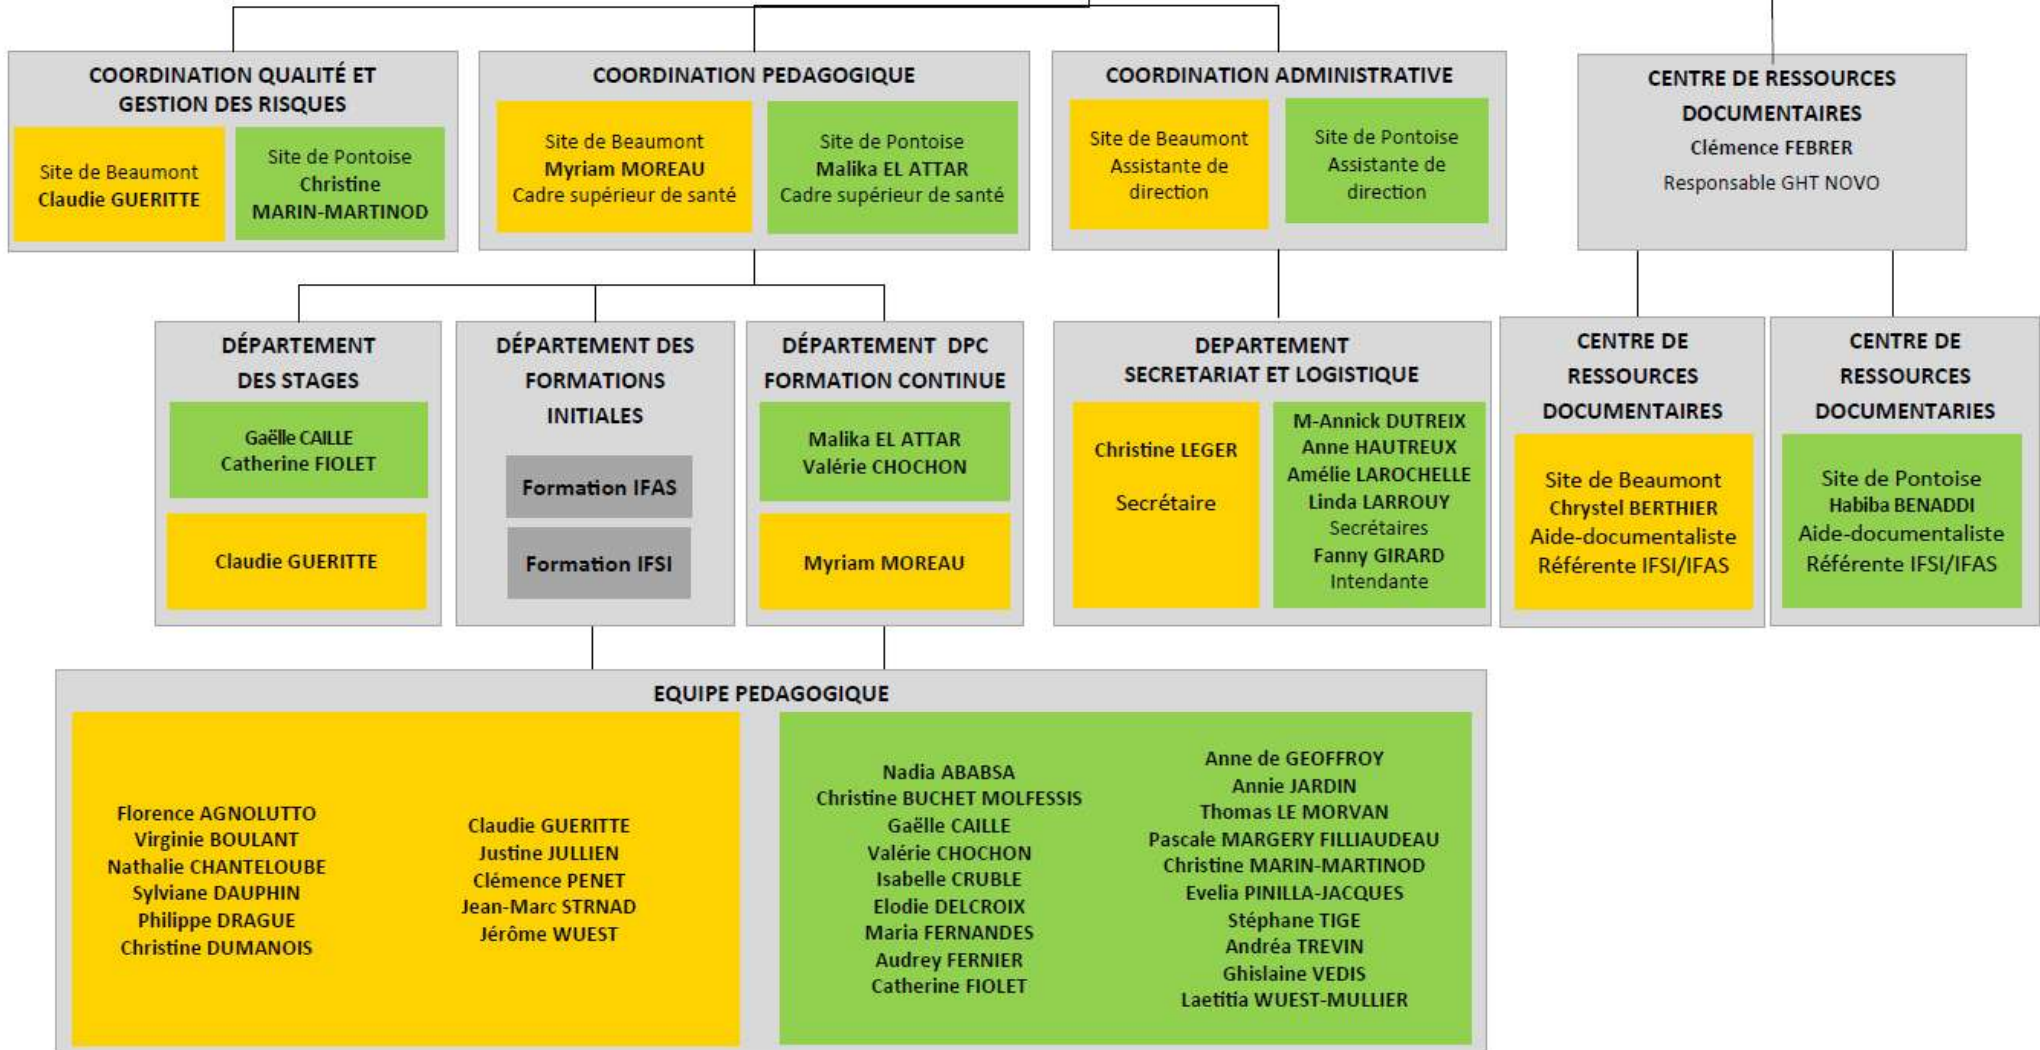 COORDINATION QUALITÉ ET
GESTION DES RISQUES
Site de Beaumont
Claudie GUERITTE
Site de Pontoise
Christine
MARIN-MARTINOD
COORDINATION PEDAGOGIQUE
Site de Beaumont
Myriam MOREAU
Cadre supérieur de santé
Site de Pontoise
Malika EL ATTAR
Cadre supérieur de santé
COORDINATION ADMINISTRATIVE
Site de Beaumont
Assistante de
direction
Site de Pontoise
Assistante de
direction
CENTRE DE RESSOURCES
DOCUMENTAIRES
Clémence FEBRER
Responsable GHT NOVO
DÉPARTEMENT
DES STAGES
Gaëlle CAILLE
Catherine FIOLET
Claudie GUERITTE
DÉPARTEMENT DES
FORMATIONS
INITIALES
Formation IFAS
Formation IFSI
DÉPARTEMENT DPC
FORMATION CONTINUE
Malika EL ATTAR
Valérie CHOCHON
Myriam MOREAU
DEPARTEMENT
SECRETARIAT ET LOGISTIQUE
Christine LEGER
Secrétaire
M-Annick DUTREIX
Anne HAUTREUX
Amélie LAROCHELLE
Linda LARROUY
Secrétaires
Fanny GIRARD
Intendante
CENTRE DE
RESSOURCES
DOCUMENTAIRES
Site de Beaumont
Chrystel BERTHIER
Aide-documentaliste
Référente IFSI/IFAS
CENTRE DE
RESSOURCES
DOCUMENTARIES
Site de Pontoise
Habiba BENADDI
Aide-documentaliste
Référente IFSI/IFAS
EQUIPE PEDAGOGIQUE
Florence AGNOLUTTO
Virginie BOULANT
Nathalie CHANTELOUBE
Sylviane DAUPHIN
Philippe DRAGUE
Christine DUMANOIS
Claudie GUERITTE
Justine JULLIEN
Clémence PENET
Jean-Marc STRNAD
Jérôme WUEST
Nadia ABABSA
Christine BUCHET MOLFESSIS
Gaëlle CAILLE
Valérie CHOCHON
Isabelle CRUBLE
Elodie DELCROIX
Maria FERNANDES
Audrey FERNIER
Catherine FIOLET
Anne de GEOFFROY
Annie JARDIN
Thomas LE MORVAN
Pascale MARGERY FILLIAUDEAU
Christine MARIN-MARTINOD
Evelia PINILLA-JACQUES
Stéphane TIGE
Andréa TREVIN
Ghislaine VEDIS
Laetitia WUEST-MULLIER